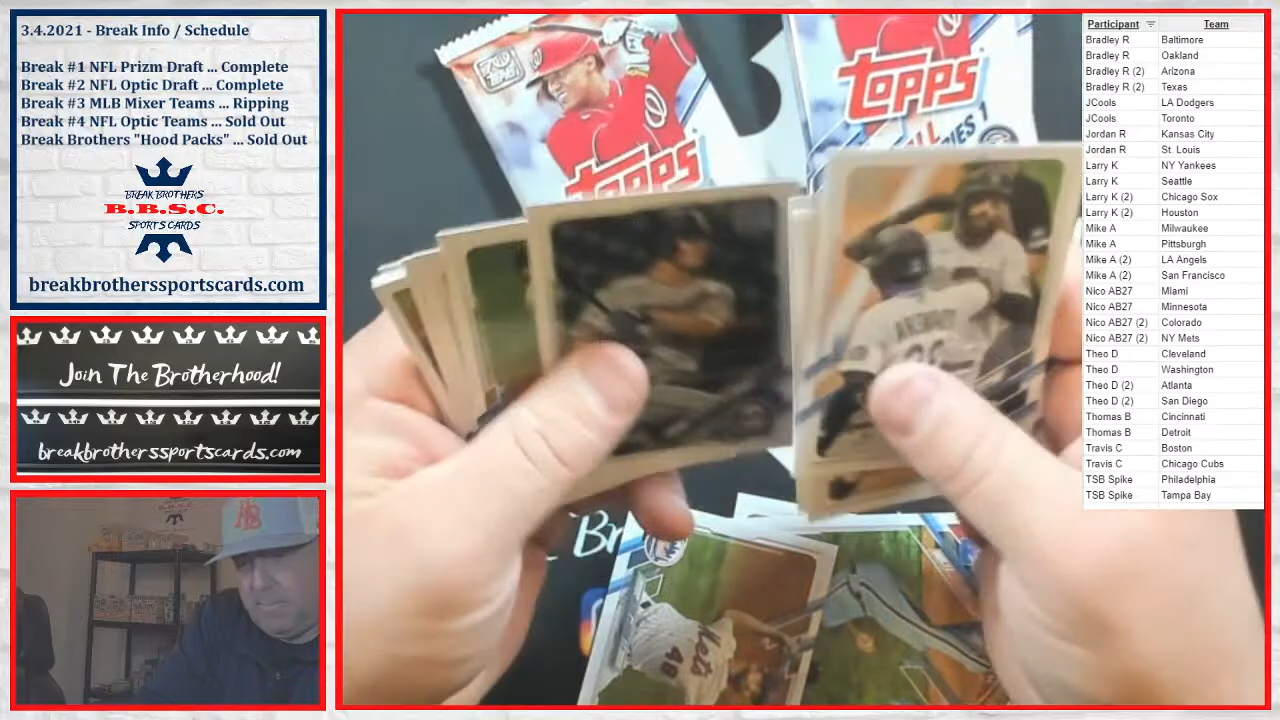 3.4.2021 - Break Info / Schedule
Break #1 NFL Prizm Draft ... Complete
Break #2 NFL Optic Draft ... Complete
Break #3 MLB Mixer Teams ... Ripping
Break #4 NFL Optic Teams ... Sold Out
Break Brothers "Hood Packs" ... Sold Out
BREAK BROTHERS
B.B.S.C.
SPORTS CARDS
breakbrotherssportscards.com
Join The Brotherhood!
breakbrotherssportscards.com
topps
topps
Mets
48
Participant Team
Bradley R Baltimore
Bradley R Oakland
Bradley R (2) Arizona
Bradley R (2) Texas
JCools LA Dodgers
JCools Toronto
Jordan R Kansas City
Jordan R St. Louis
Larry K NY Yankees
Larry K Seattle
Larry K (2) Chicago Sox
Larry K (2) Houston
Mike A Milwaukee
Mike A Pittsburgh
Mike A (2) LA Angels
Mike A (2) San Francisco
Nico AB27 Miami
Nico AB27 Minnesota
Nico AB27 (2) Colorado
Nico AB27 (2) NY Mets
Theo D Cleveland
Theo D Washington
Theo D (2) Atlanta
Theo D (2) San Diego
Thomas B Cincinnati
Thomas B Detroit
Travis C Boston
Travis C Chicago Cubs
TSB Spike Philadelphia
TSB Spike Tampa Bay